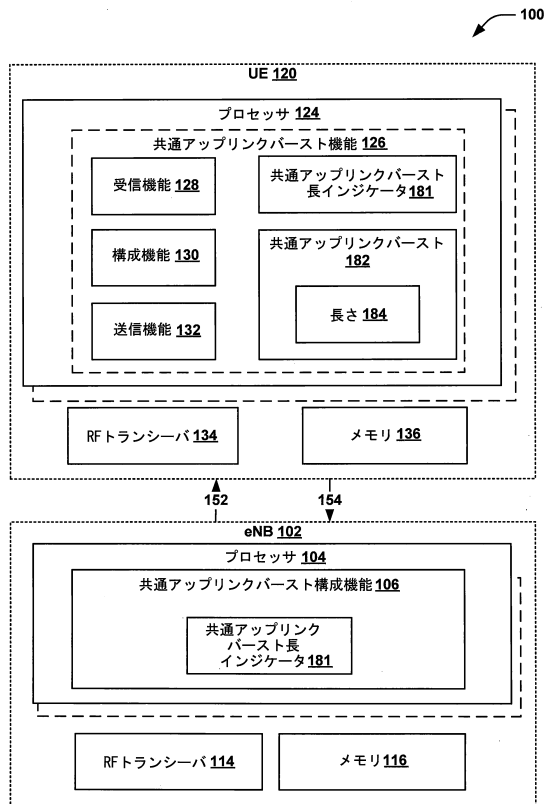 100
UE 120
プロセッサ 124
共通アップリンクバースト機能 126
受信機能 128
共通アップリンクバースト
長インジケータ181
構成機能 130
共通アップリンクバースト
182
長さ 184
送信機能 132
RFトランシーバ 134
メモリ 136
152
154
eNB 102
プロセッサ 104
共通アップリンクバースト構成機能 106
共通アップリンク
バースト長
インジケータ181
RFトランシーバ 114
メモリ116